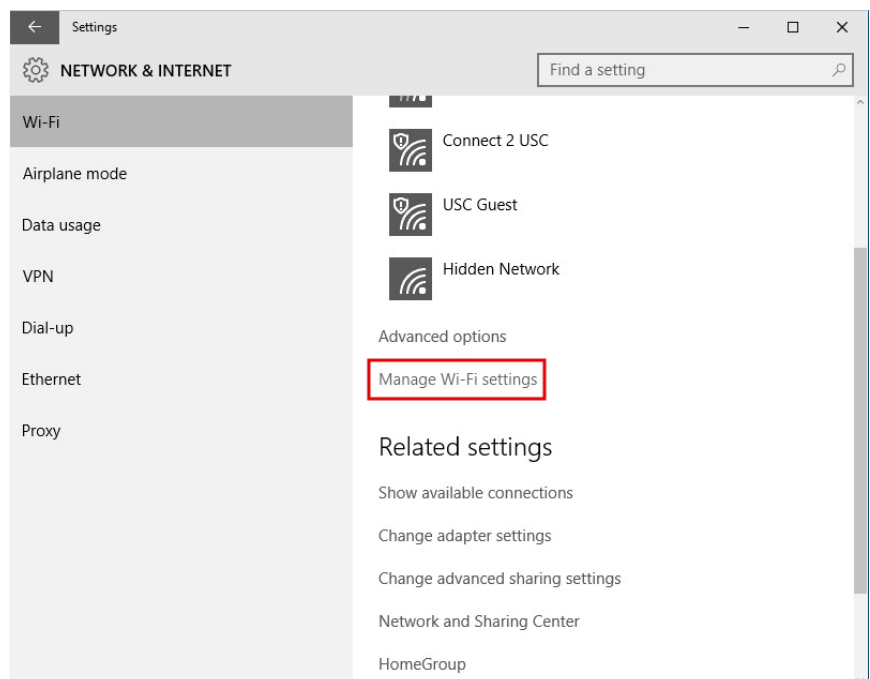 Settings
NETWORK & INTERNET
Find a setting
Wi-Fi
Airplane mode
Data usage
VPN
Dial-up
Ethernet
Proxy
Connect 2 USC
USC Guest
Hidden Network
Advanced options
Manage Wi-Fi settings
Related settings
Show available connections
Change adapter settings
Change advanced sharing settings
Network and Sharing Center
HomeGroup